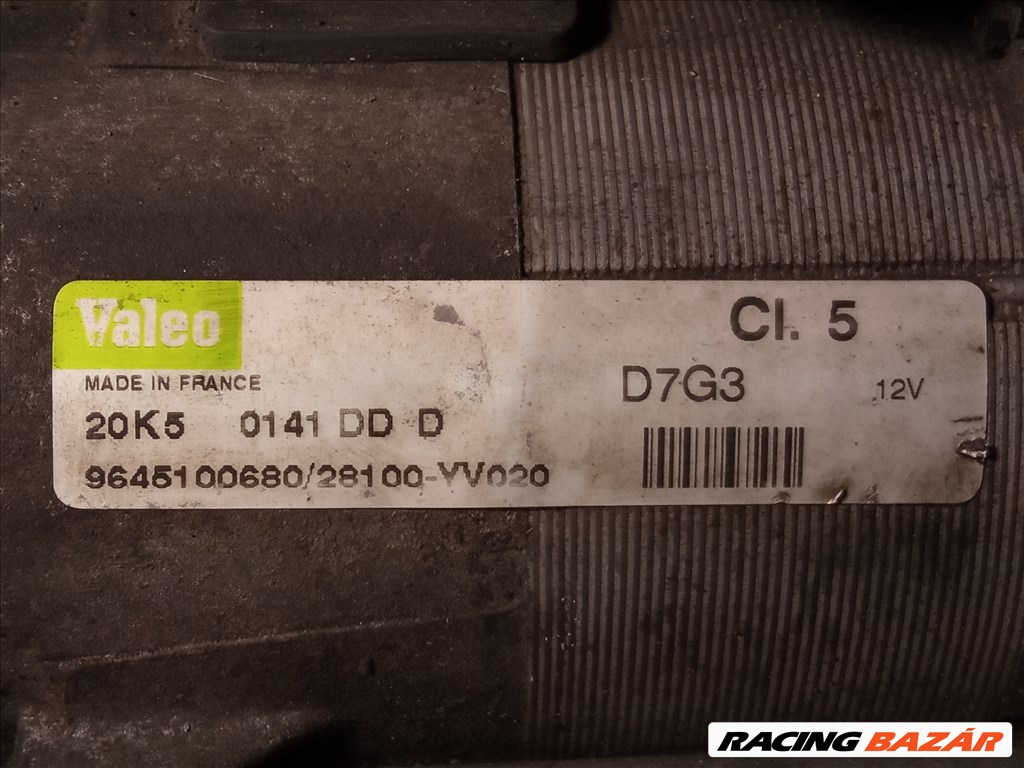 Valeo
Cl. 5
MADE IN FRANCE
D7G3
12V
20K5 0141 DD D
9645100680/28100-YV020
RACING BAZÁR